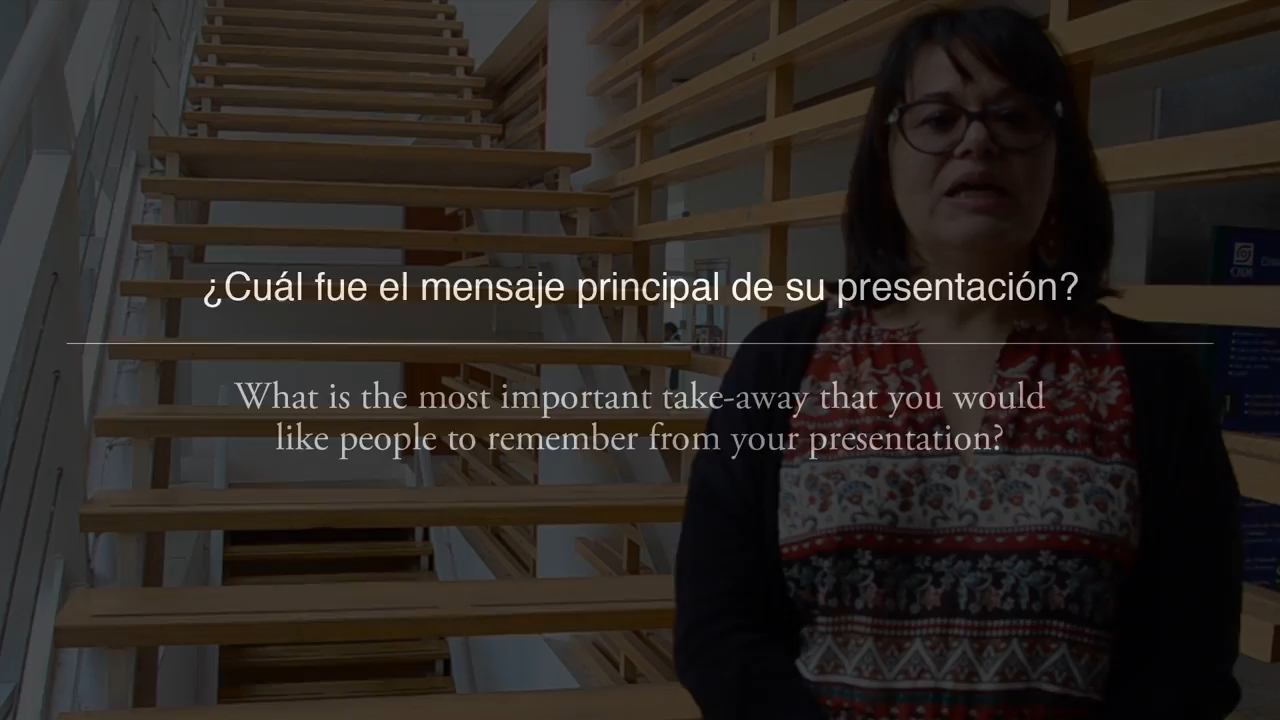 ¿Cuál fue el mensaje principal de su presentación?
What is the most important take-away that you would
like people to remember from your presentation?